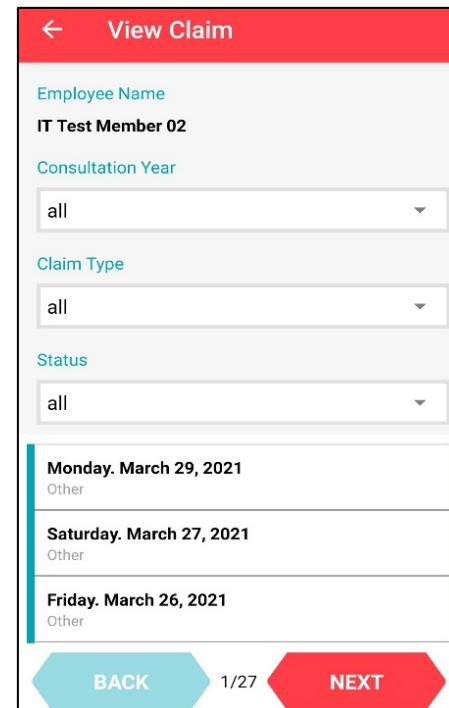 View Claim
Employee Name
IT Test Member 02
Consultation Year
all
Claim Type
all
Status
all
Monday. March 29, 2021
Other
Saturday. March 27, 2021
Other
Friday. March 26, 2021
Other
BACK 1/27 NEXT